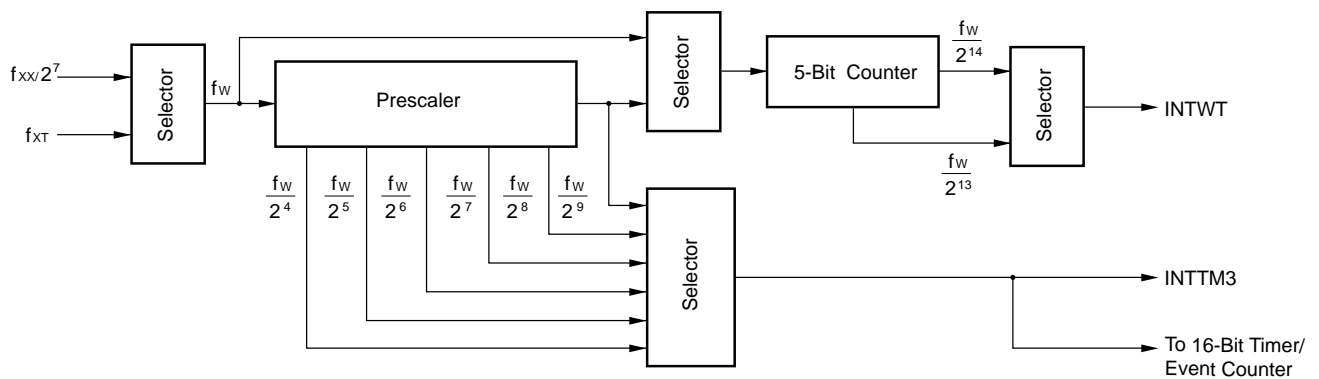 fXX/2^7
fXT
Selector
fW
Prescaler
fW/2^4
fW/2^5
fW/2^6
fW/2^7
fW/2^8
fW/2^9
Selector
Selector
5-Bit Counter
fW/2^14
fW/2^13
Selector
INTWT
INTTM3
To 16-Bit Timer/
Event Counter